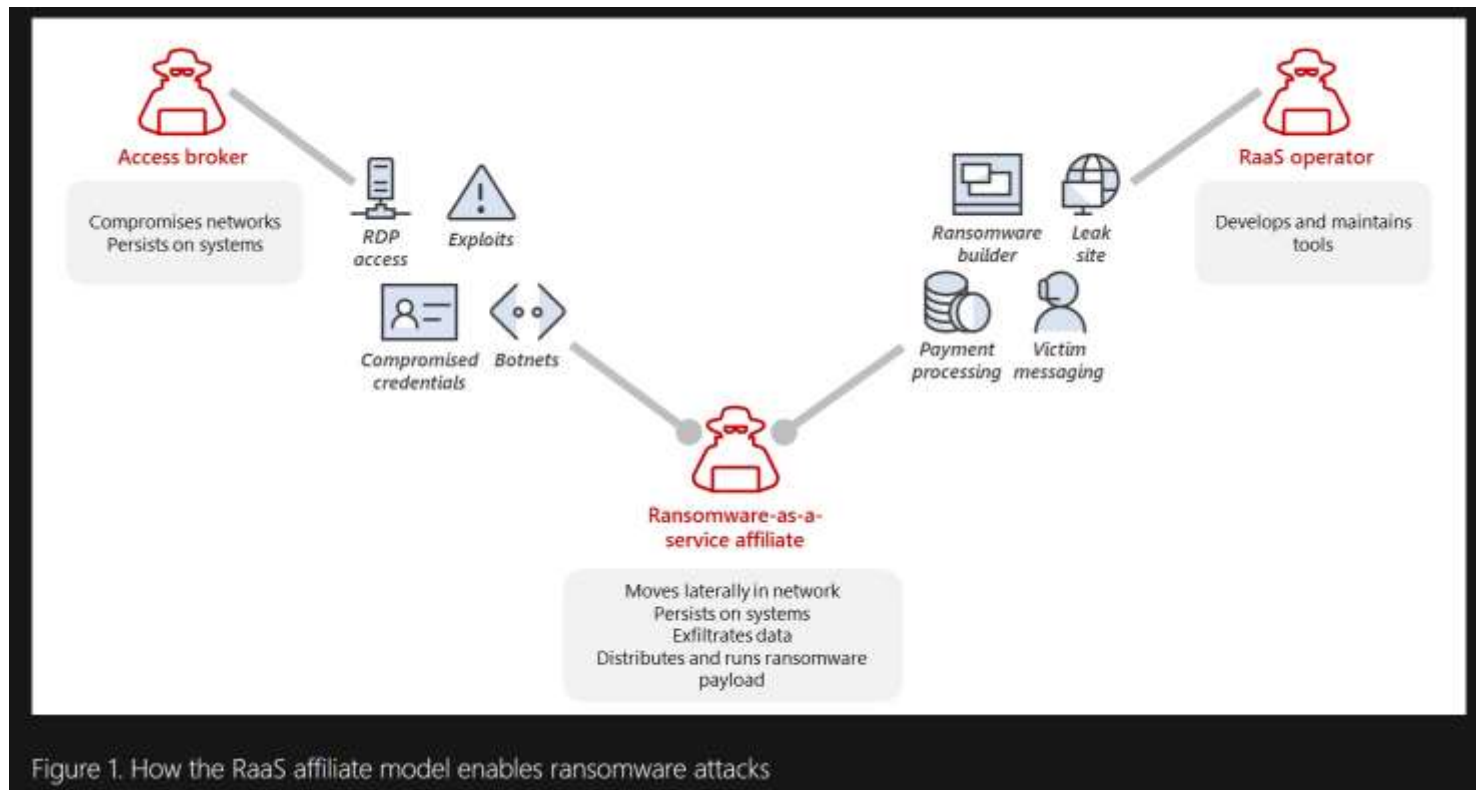 Access broker
Compromises networks
Persists on systems
RDP
access
Exploits
Compromised
credentials
Botnets
Ransomware
builder
Leak
site
Payment
processing
Victim
messaging
RaaS operator
Develops and maintains
tools
Ransomware-as-a-
service affiliate
Moves laterally in network
Persists on systems
Exfiltrates data
Distributes and runs ransomware
payload
Figure 1. How the RaaS affiliate model enables ransomware attacks